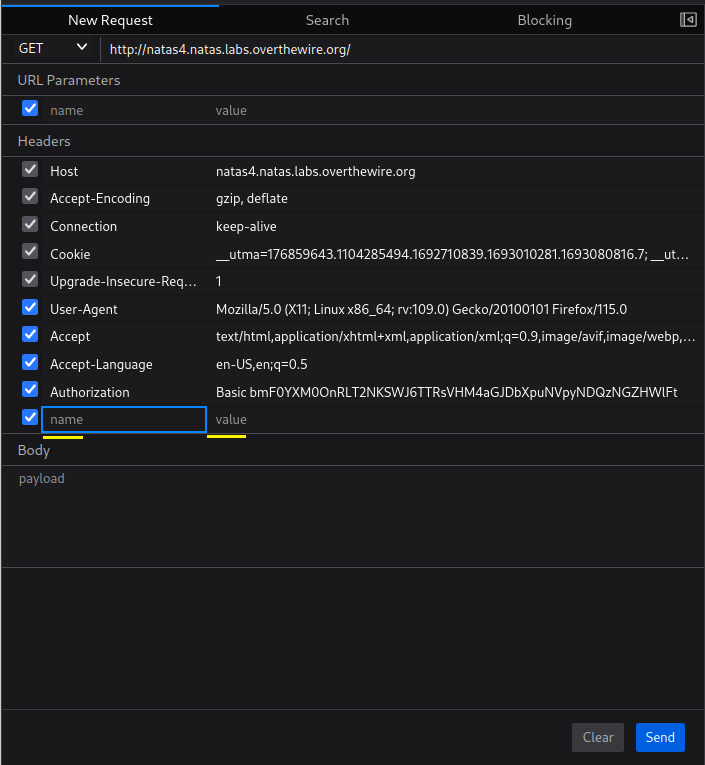 New Request Search Blocking
GET http://natas4.natas.labs.overthewire.org/
URL Parameters
name value
Headers
Host natas4.natas.labs.overthewire.org
Accept-Encoding gzip, deflate
Connection keep-alive
Cookie __utma=176859643.1104285494.1692710839.1693010281.1693080816.7; __ut...
Upgrade-Insecure-Req... 1
User-Agent Mozilla/5.0 (X11; Linux x86_64; rv:109.0) Gecko/20100101 Firefox/115.0
Accept text/html,application/xhtml+xml,application/xml;q=0.9,image/avif,image/webp,...
Accept-Language en-US,en;q=0.5
Authorization Basic bmF0YXM0OnRLT2NKSWJ6TTRsVHM4aGJDbXpuNVpyNDQzNGZHWlFt
name value
Body
payload
Clear Send